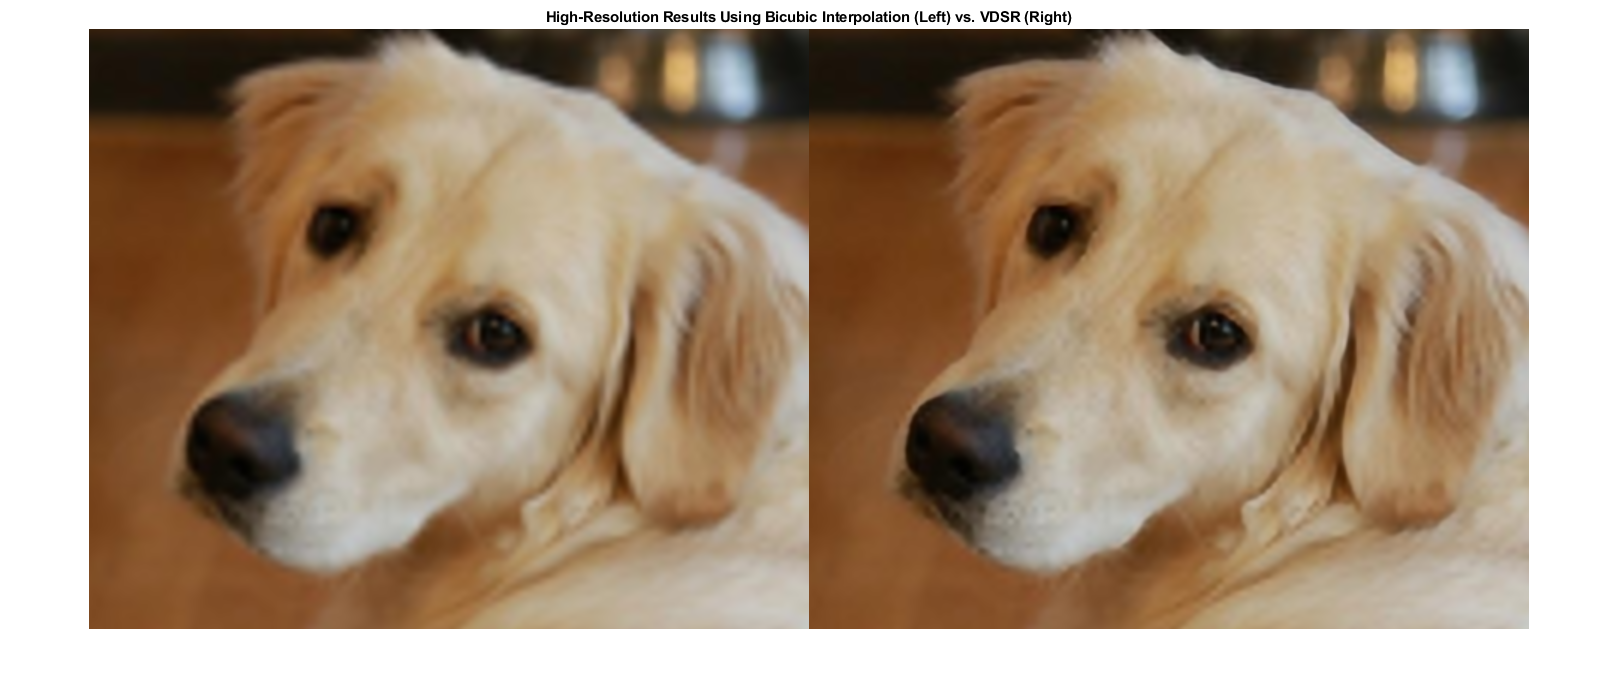 High-Resolution Results Using Bicubic Interpolation (Left) vs. VDSR (Right)